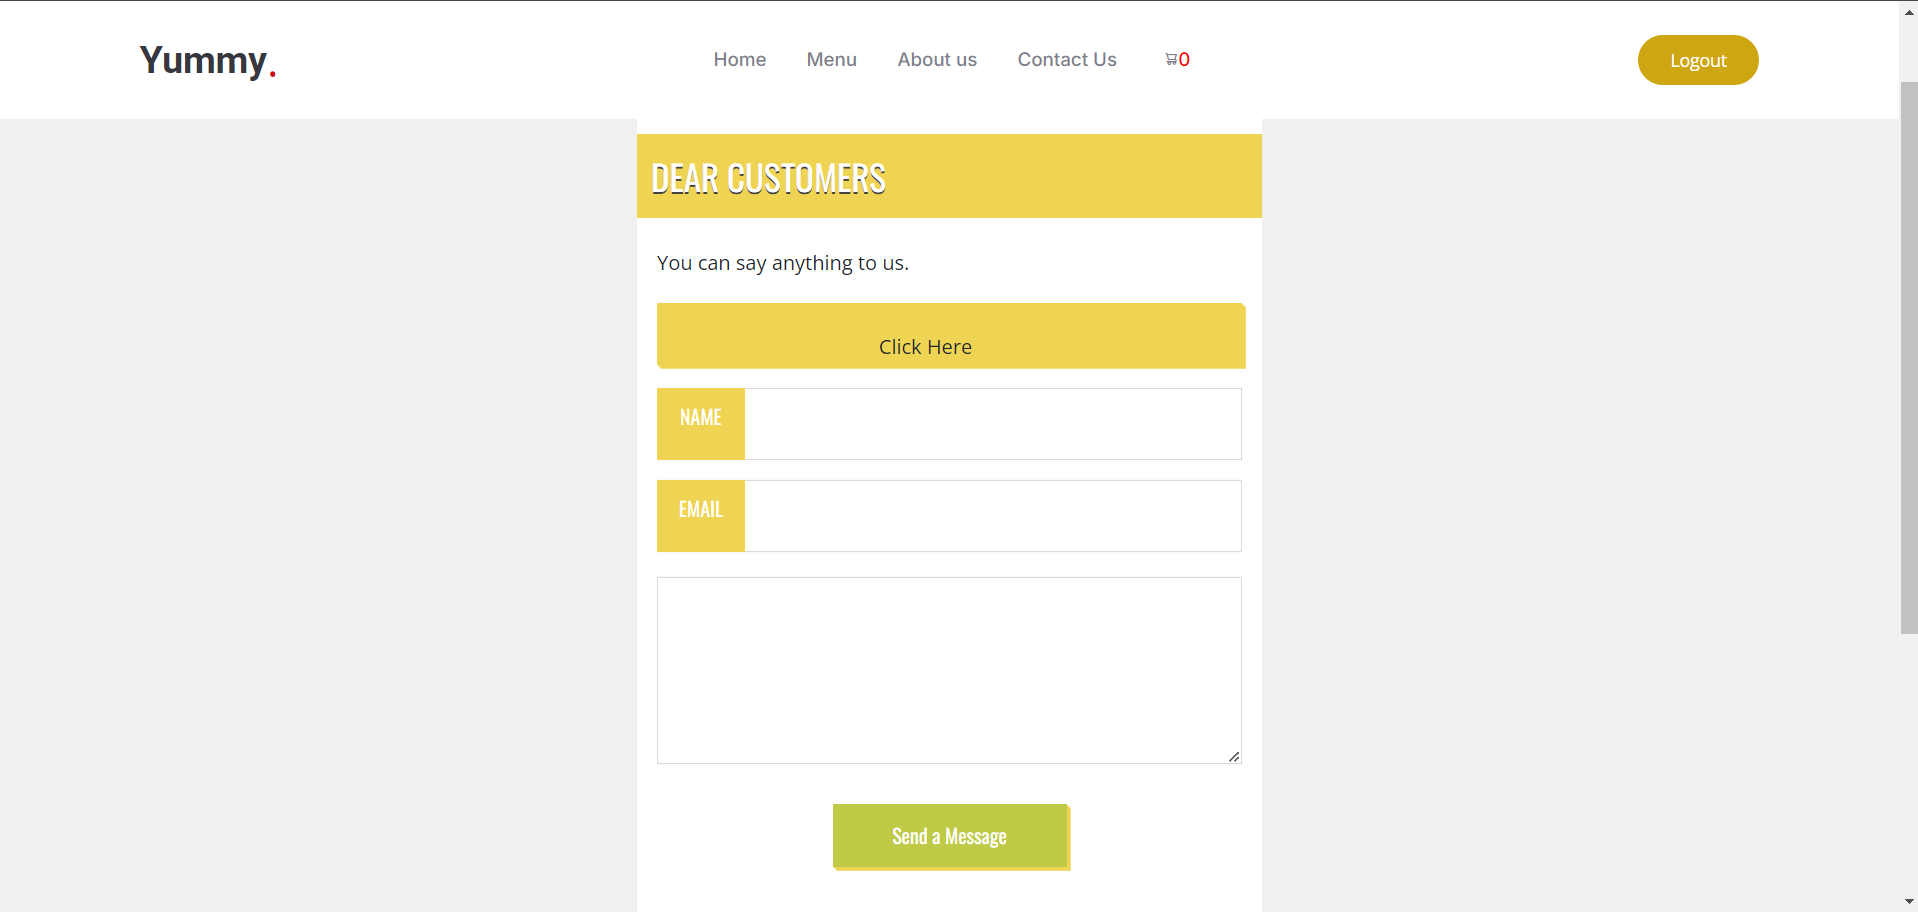 Yummy.
Home Menu About us Contact Us 0
Logout
DEAR CUSTOMERS
You can say anything to us.
Click Here
NAME
EMAIL
Send a Message